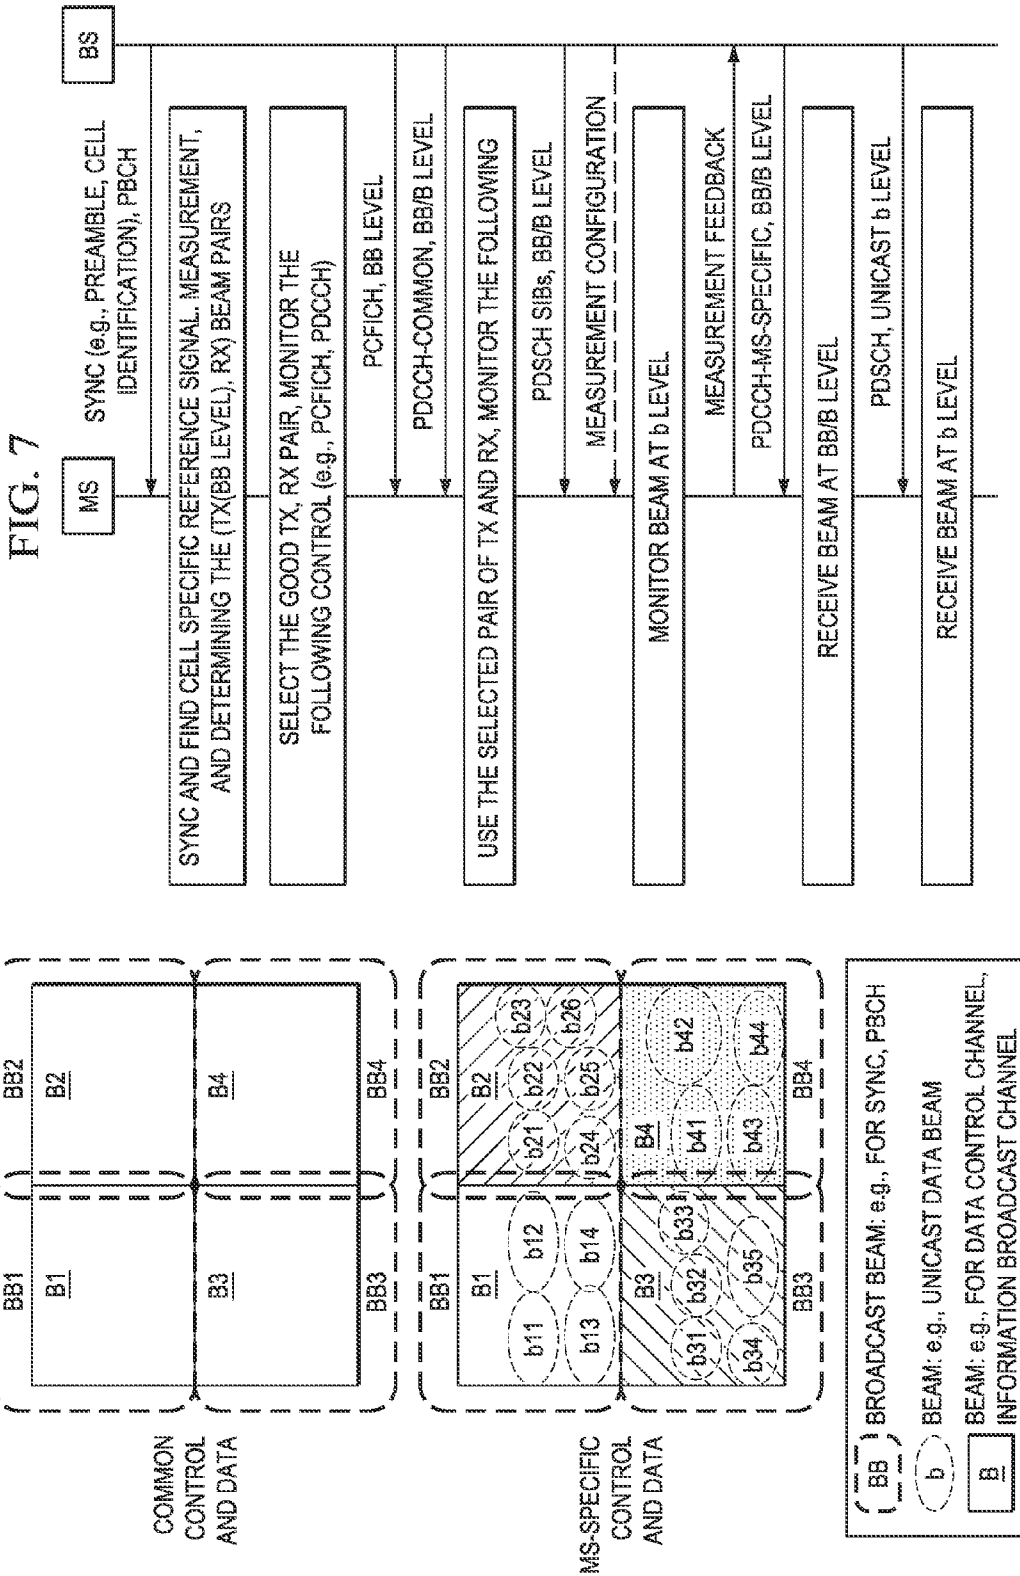 FIG. 7
COMMON
CONTROL
AND DATA
BB1
BB2
B1
B2
B3
B4
BB3
BB4
MS-SPECIFIC
CONTROL
AND DATA
BB1
BB2
B1
B2
b11
b12
b21
b22
b23
b13
b14
b24
b25
b26
B3
B4
b31
b32
b33
b41
b42
b34
b35
b43
b44
BB3
BB4
BB
BROADCAST BEAM: e.g., FOR SYNC, PBCH
b
BEAM: e.g., UNICAST DATA BEAM
B
BEAM: e.g., FOR DATA CONTROL CHANNEL,
INFORMATION BROADCAST CHANNEL
MS
BS
SYNC (e.g., PREAMBLE, CELL
IDENTIFICATION), PBCH
SYNC AND FIND CELL SPECIFIC REFERENCE SIGNAL. MEASUREMENT,
AND DETERMINING THE (TX(BB LEVEL), RX) BEAM PAIRS
SELECT THE GOOD TX, RX PAIR, MONITOR THE
FOLLOWING CONTROL (e.g., PCFICH, PDCCH)
PCFICH, BB LEVEL
PDCCH-COMMON, BB/B LEVEL
USE THE SELECTED PAIR OF TX AND RX, MONITOR THE FOLLOWING
PDSCH SIBs, BB/B LEVEL
MEASUREMENT CONFIGURATION
MONITOR BEAM AT b LEVEL
MEASUREMENT FEEDBACK
PDCCH-MS-SPECIFIC, BB/B LEVEL
RECEIVE BEAM AT BB/B LEVEL
PDSCH, UNICAST b LEVEL
RECEIVE BEAM AT b LEVEL